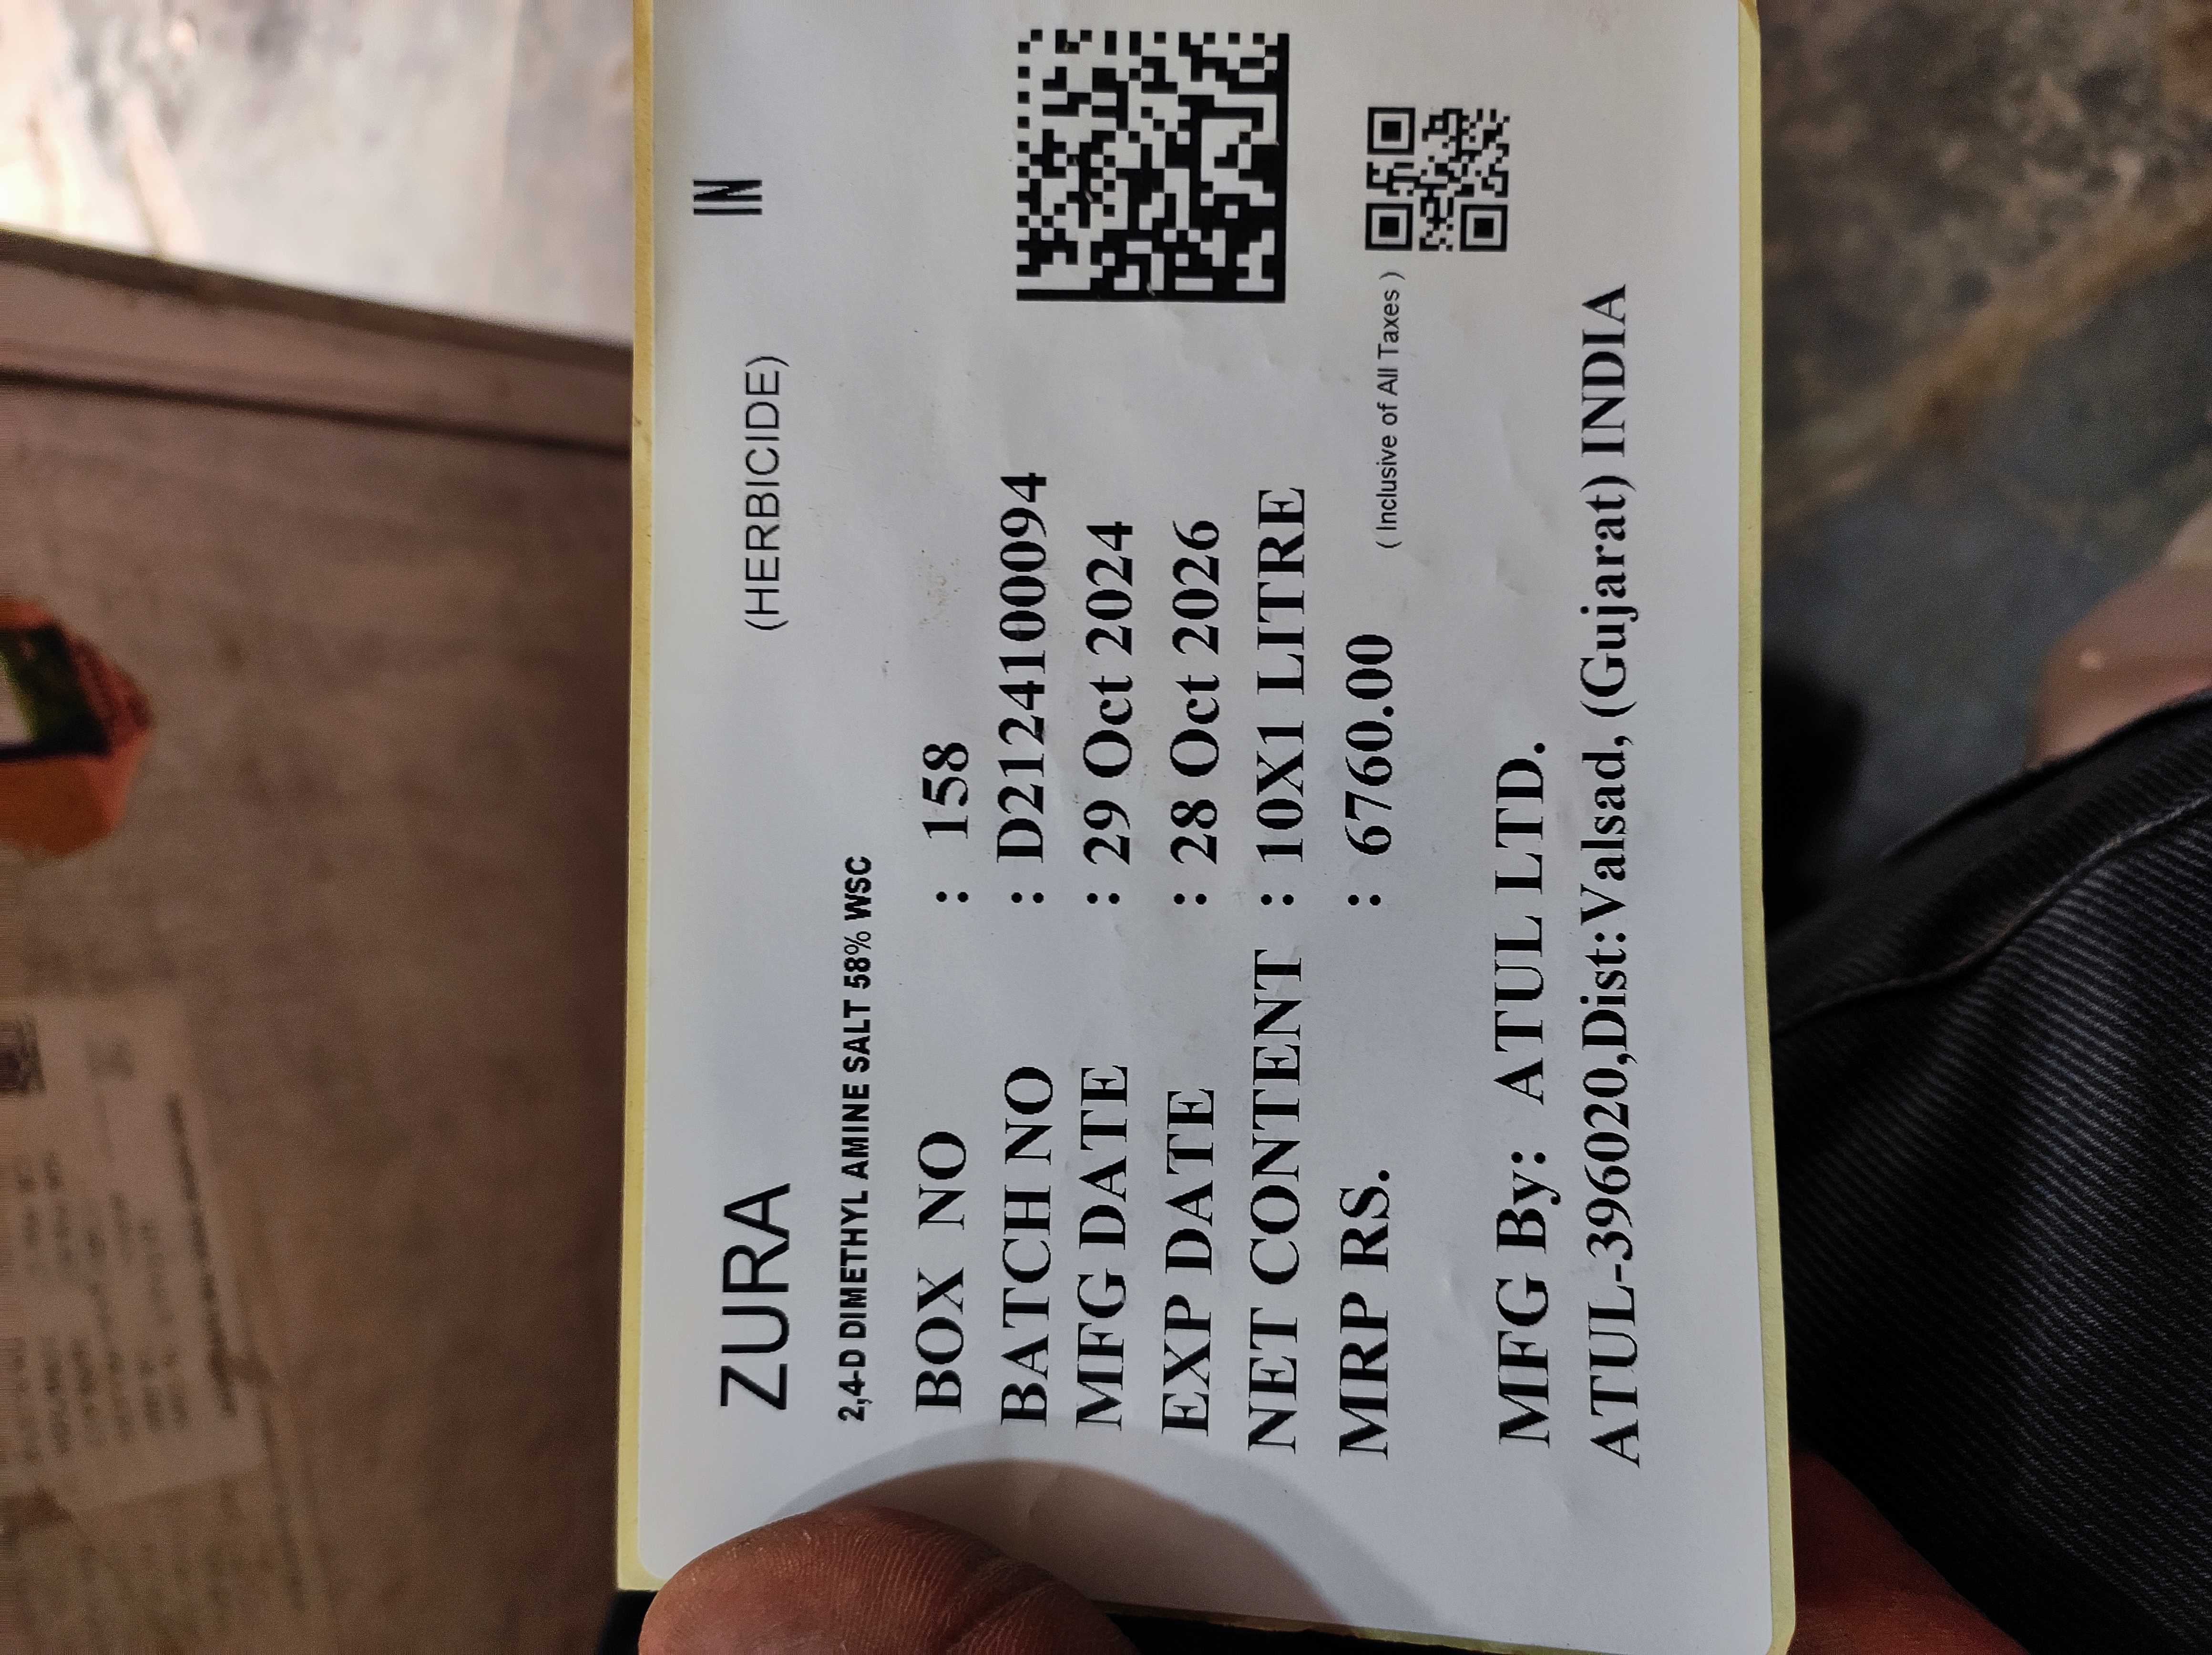 ZURA (HERBICIDE) IN
2,4-D DIMETHYL AMINE SALT 58% WSC
BOX NO : 158
BATCH NO : D2124100094
MFG DATE : 29 Oct 2024
EXP DATE : 28 Oct 2026
NET CONTENT : 10X1 LITRE
MRP RS. : 6760.00 ( Inclusive of All Taxes )
MFG By: ATUL LTD.
ATUL-396020,Dist:Valsad, (Gujarat) INDIA